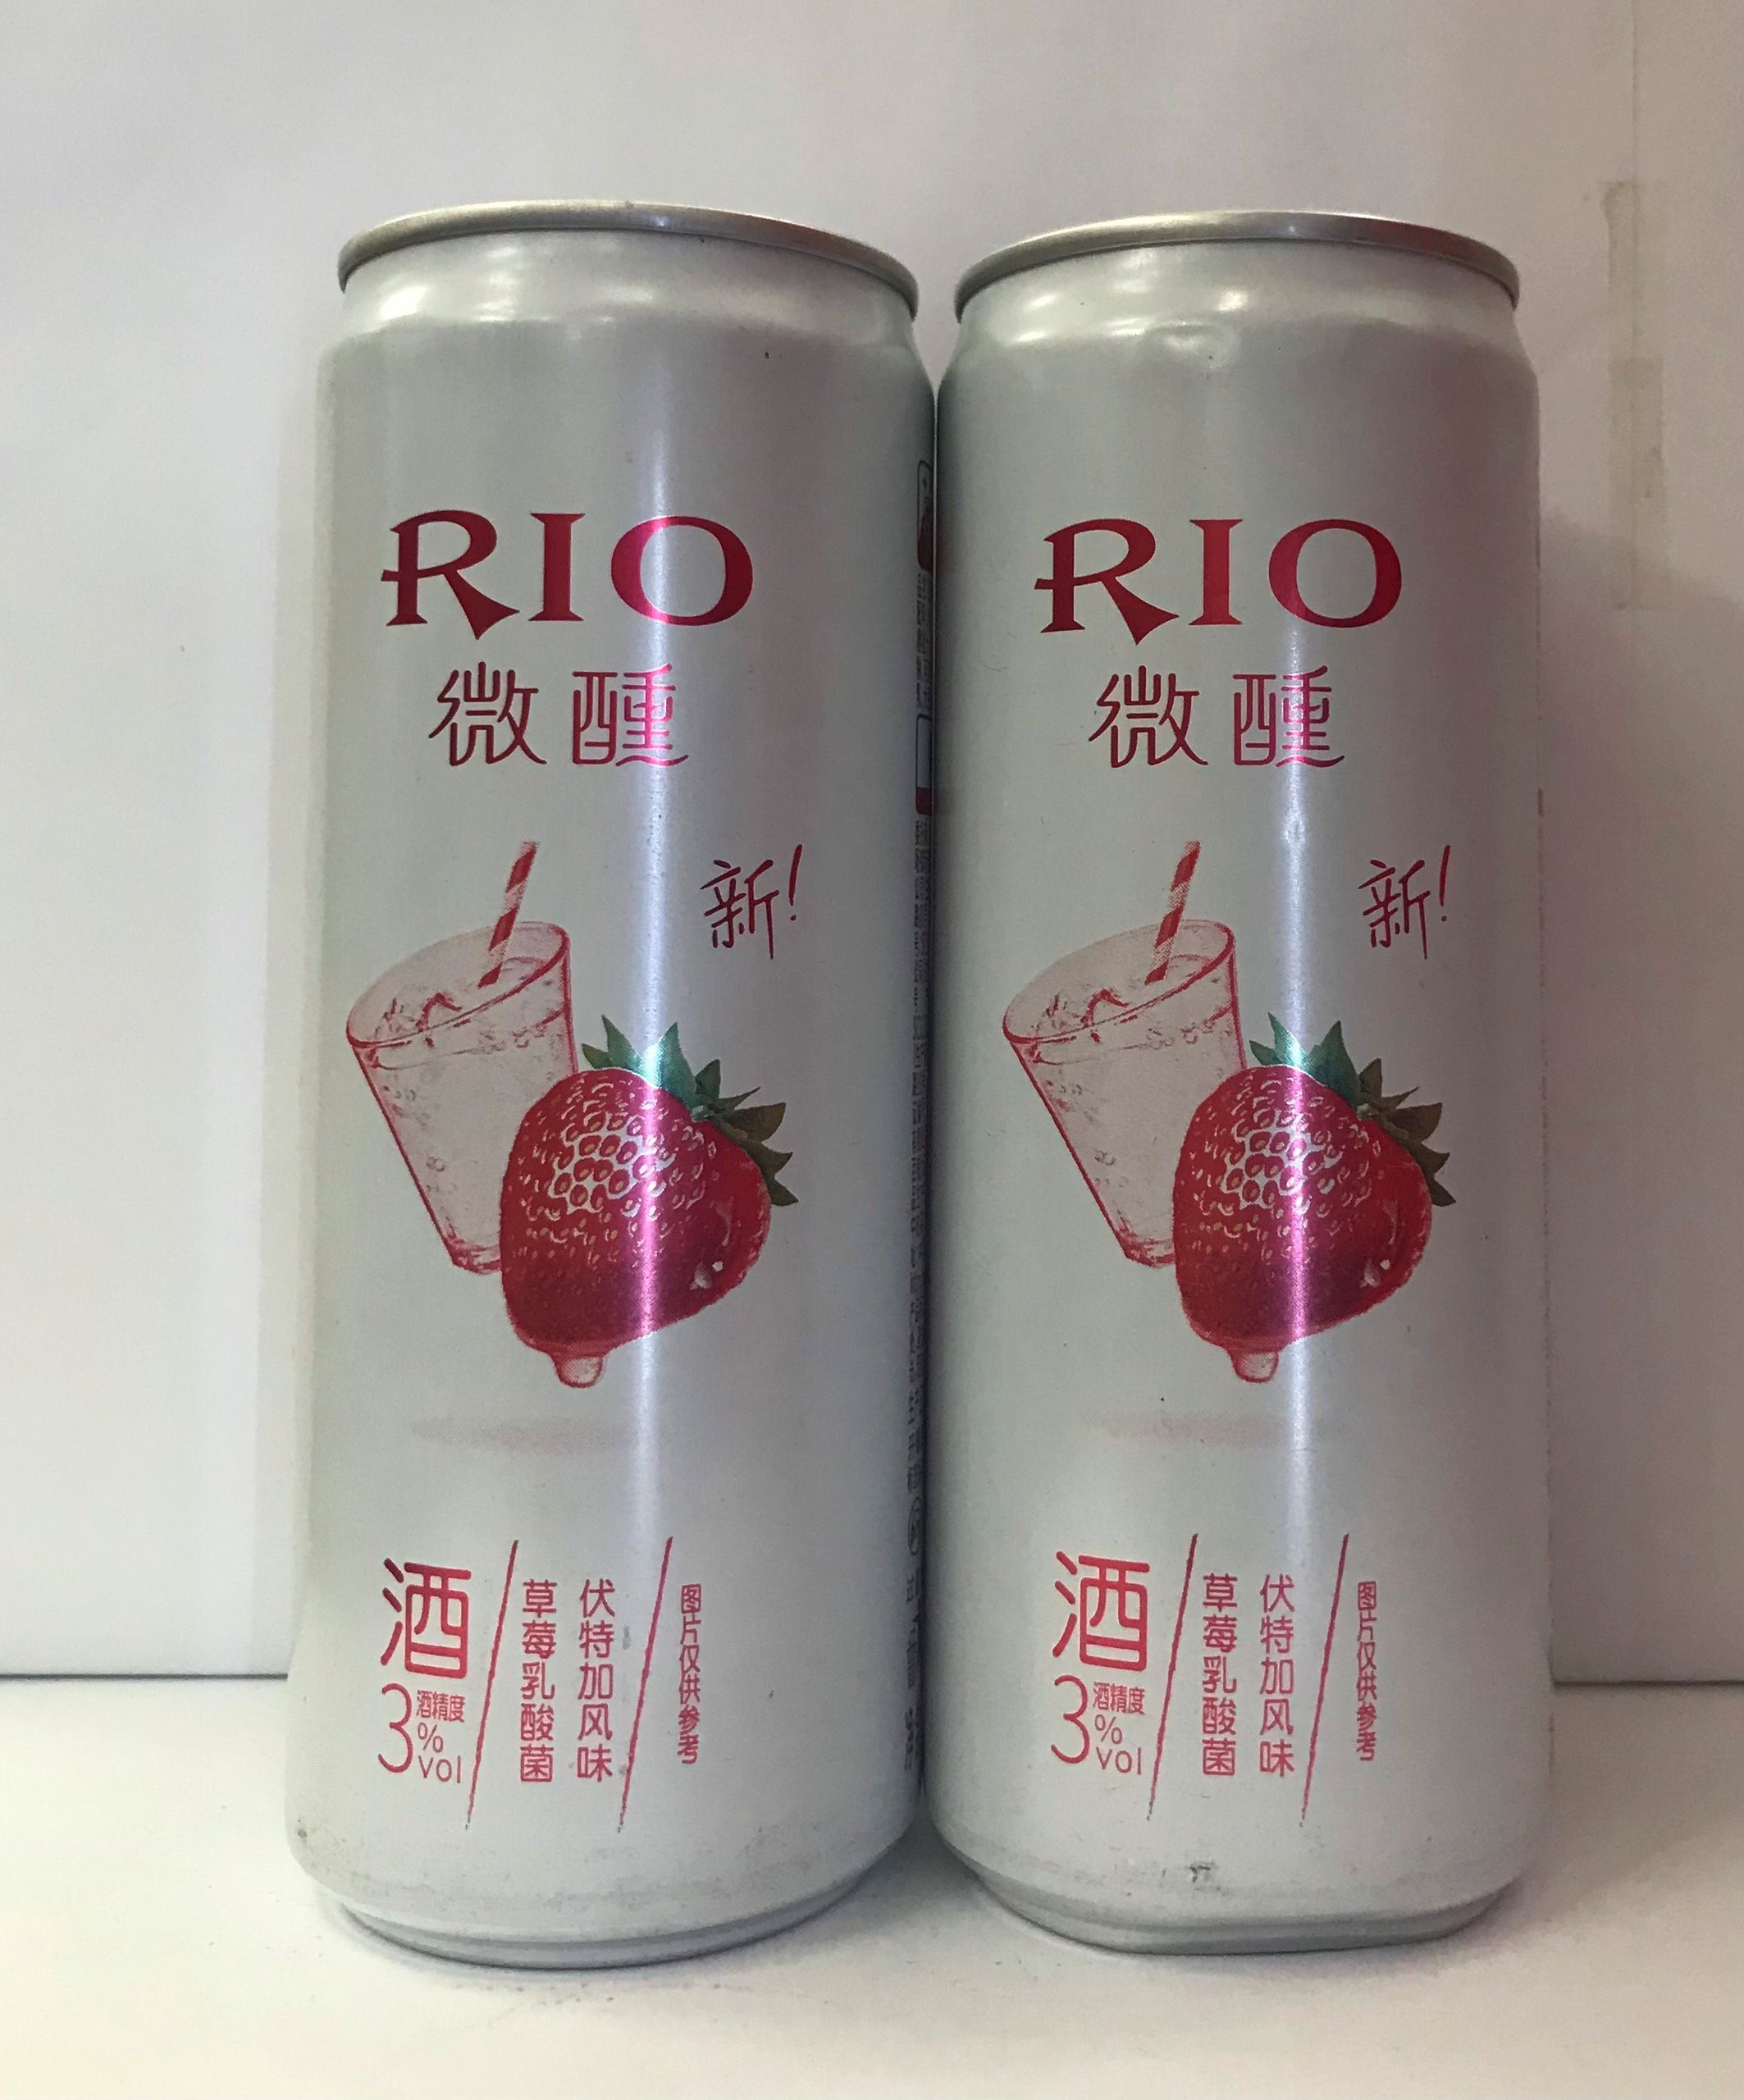 RIO
微醺
新!
酒
酒精度
3%vol
草莓乳酸菌
伏特加风味
图片仅供参考
RIO
微醺
新!
酒
酒精度
3%vol
草莓乳酸菌
伏特加风味
图片仅供参考